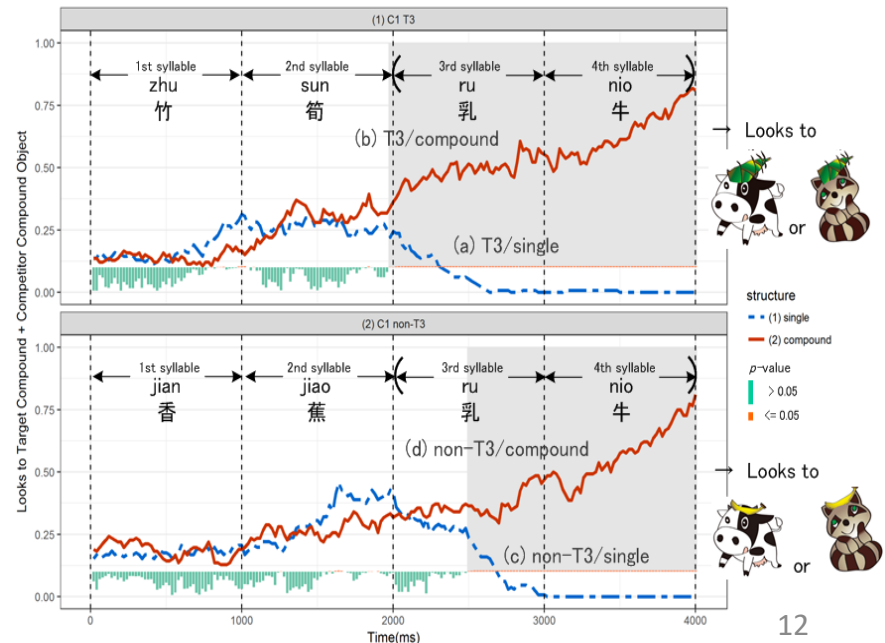 (1) C1 T3
1.00
0.75
0.50
0.25
0.00
1st syllable
zhu
竹
2nd syllable
sun
筍
3rd syllable
ru
乳
4th syllable
nio
牛
(b) T3/compound
(a) T3/single
→ Looks to
or
(2) C1 non-T3
1.00
0.75
0.50
0.25
0.00
1st syllable
jian
香
2nd syllable
jiao
蕉
3rd syllable
ru
乳
4th syllable
nio
牛
(d) non-T3/compound
(c) non-T3/single
→ Looks to
or
structure
(1) single
(2) compound
p-value
> 0.05
<= 0.05
Looks to Target Compound + Competitor Compound Object
0 1000 2000 3000 4000
Time(ms)
12